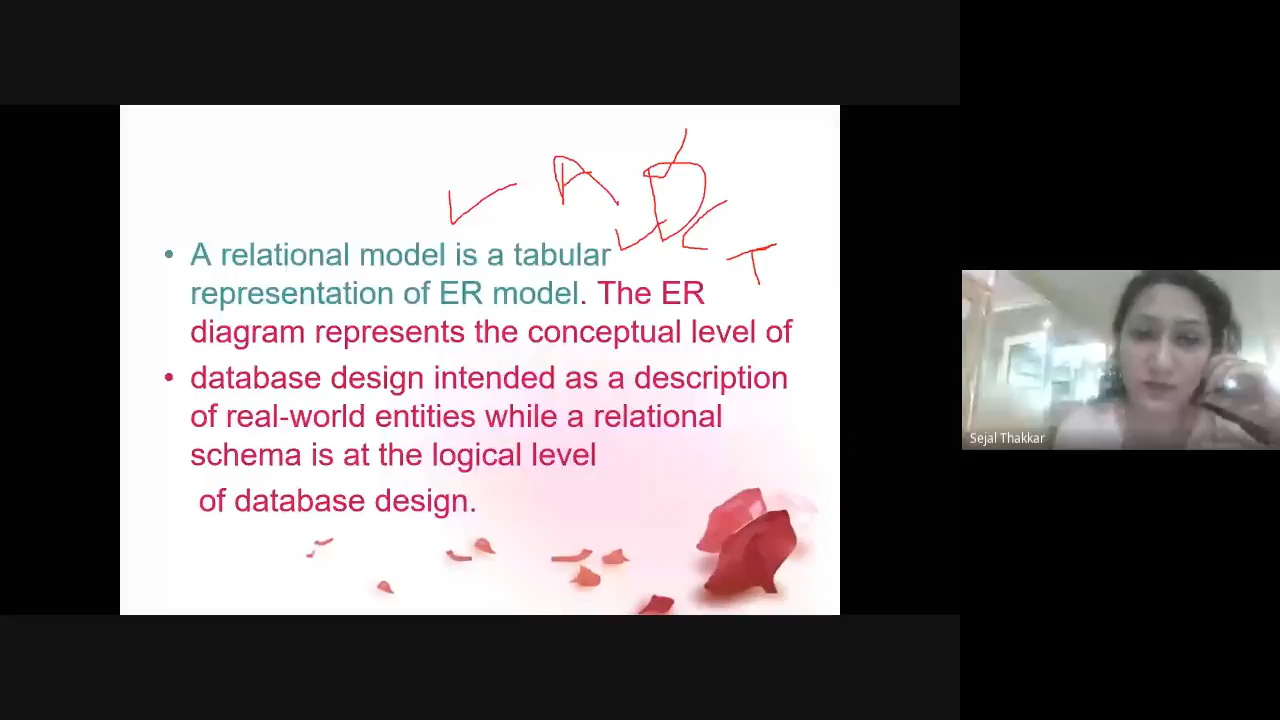 A D
T
• A relational model is a tabular
representation of ER model. The ER
diagram represents the conceptual level of
• database design intended as a description
of real-world entities while a relational
schema is at the logical level
of database design.
Sejal Thakkar